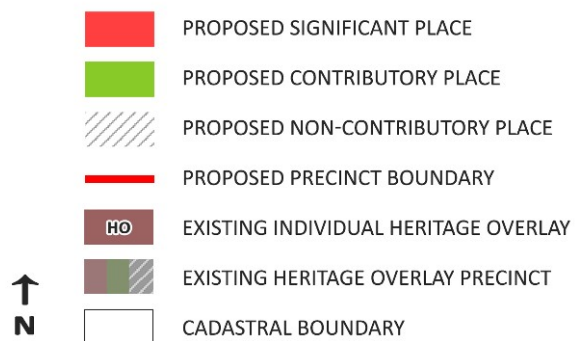 PROPOSED SIGNIFICANT PLACE
PROPOSED CONTRIBUTORY PLACE
PROPOSED NON-CONTRIBUTORY PLACE
PROPOSED PRECINCT BOUNDARY
HO EXISTING INDIVIDUAL HERITAGE OVERLAY
EXISTING HERITAGE OVERLAY PRECINCT
N CADASTRAL BOUNDARY